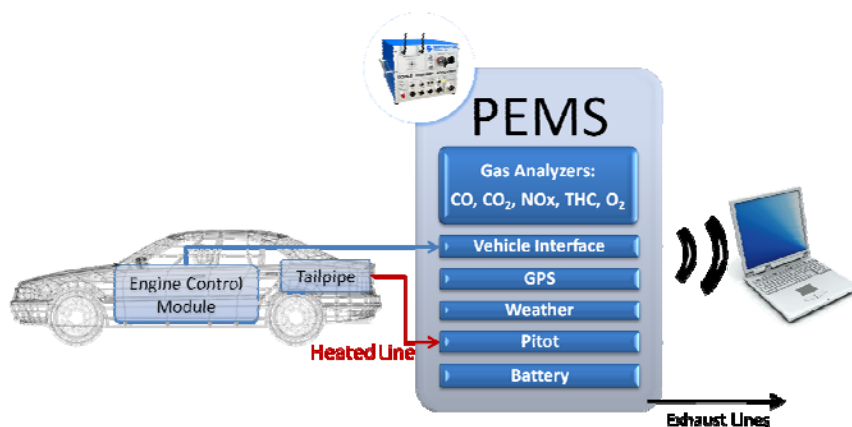 PEMS
Gas Analyzers:
CO, CO₂, NOx, THC, O₂
Vehicle Interface
GPS
Weather
Pitot
Battery
Engine Control
Module
Tailpipe
Heated Line
Exhaust Lines